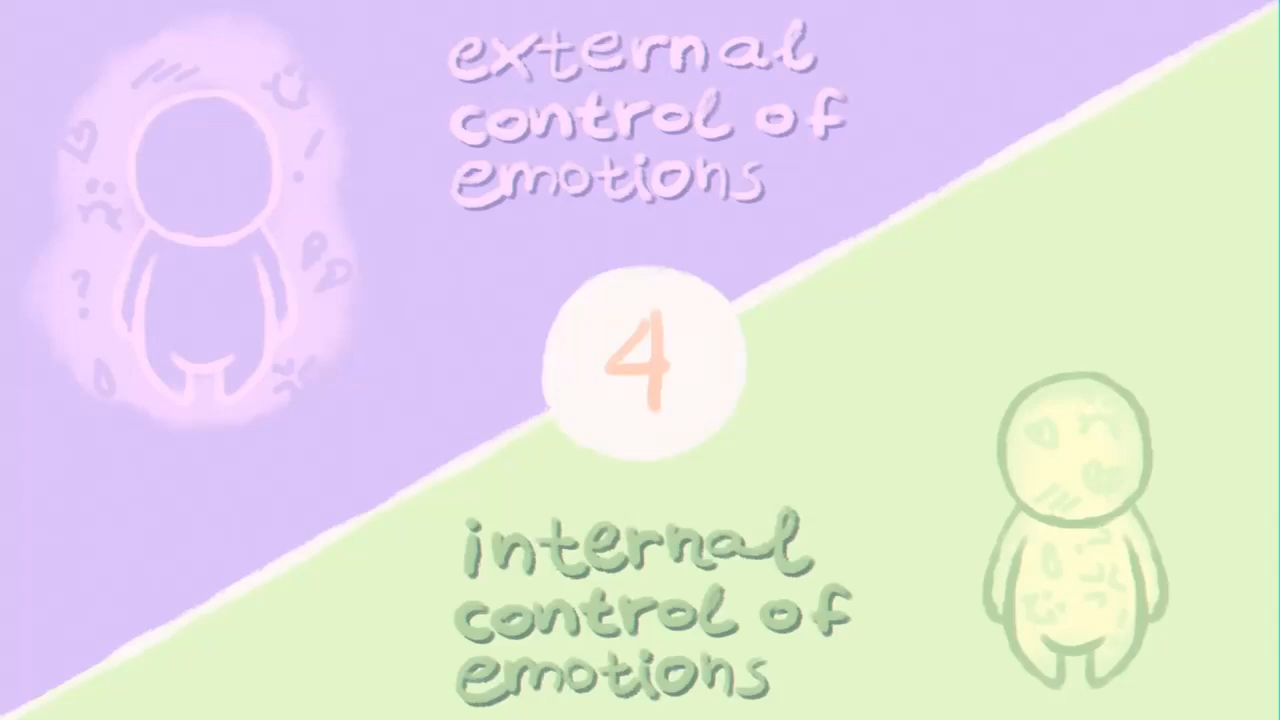 external
control of
emotions
4
internal
control of
emotions